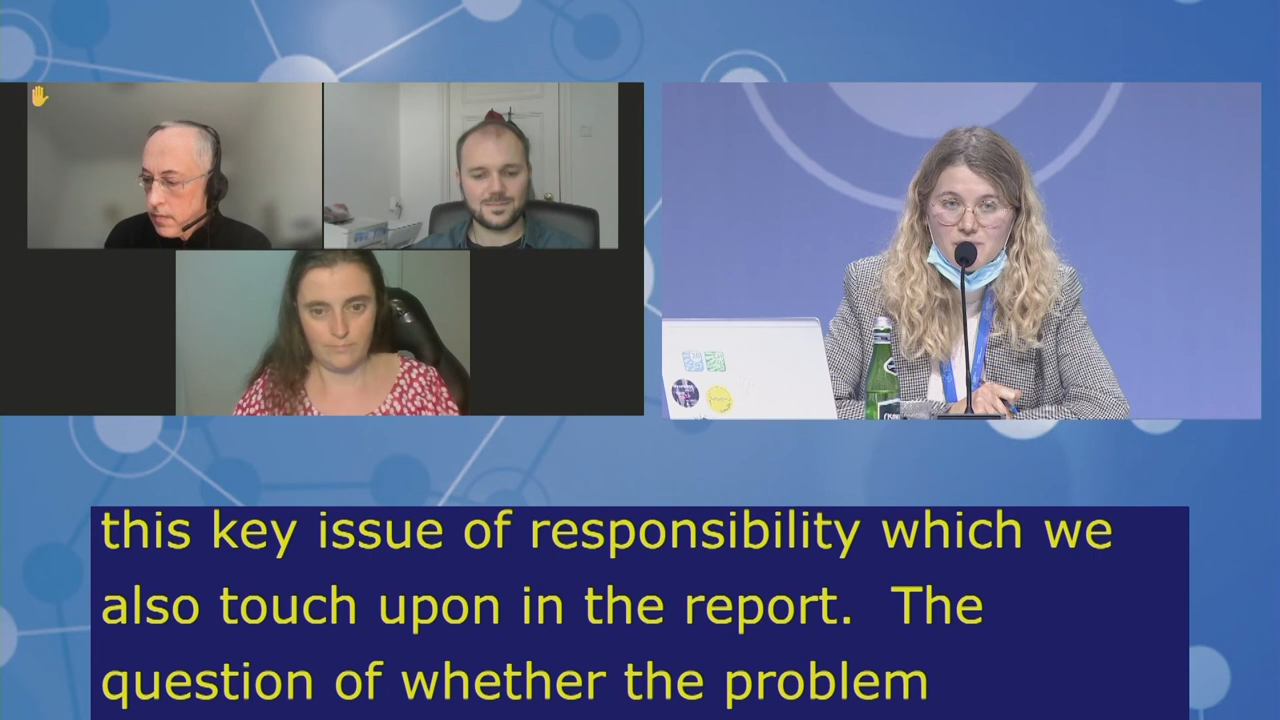 this key issue of responsibility which we
also touch upon in the report.  The
question of whether the problem